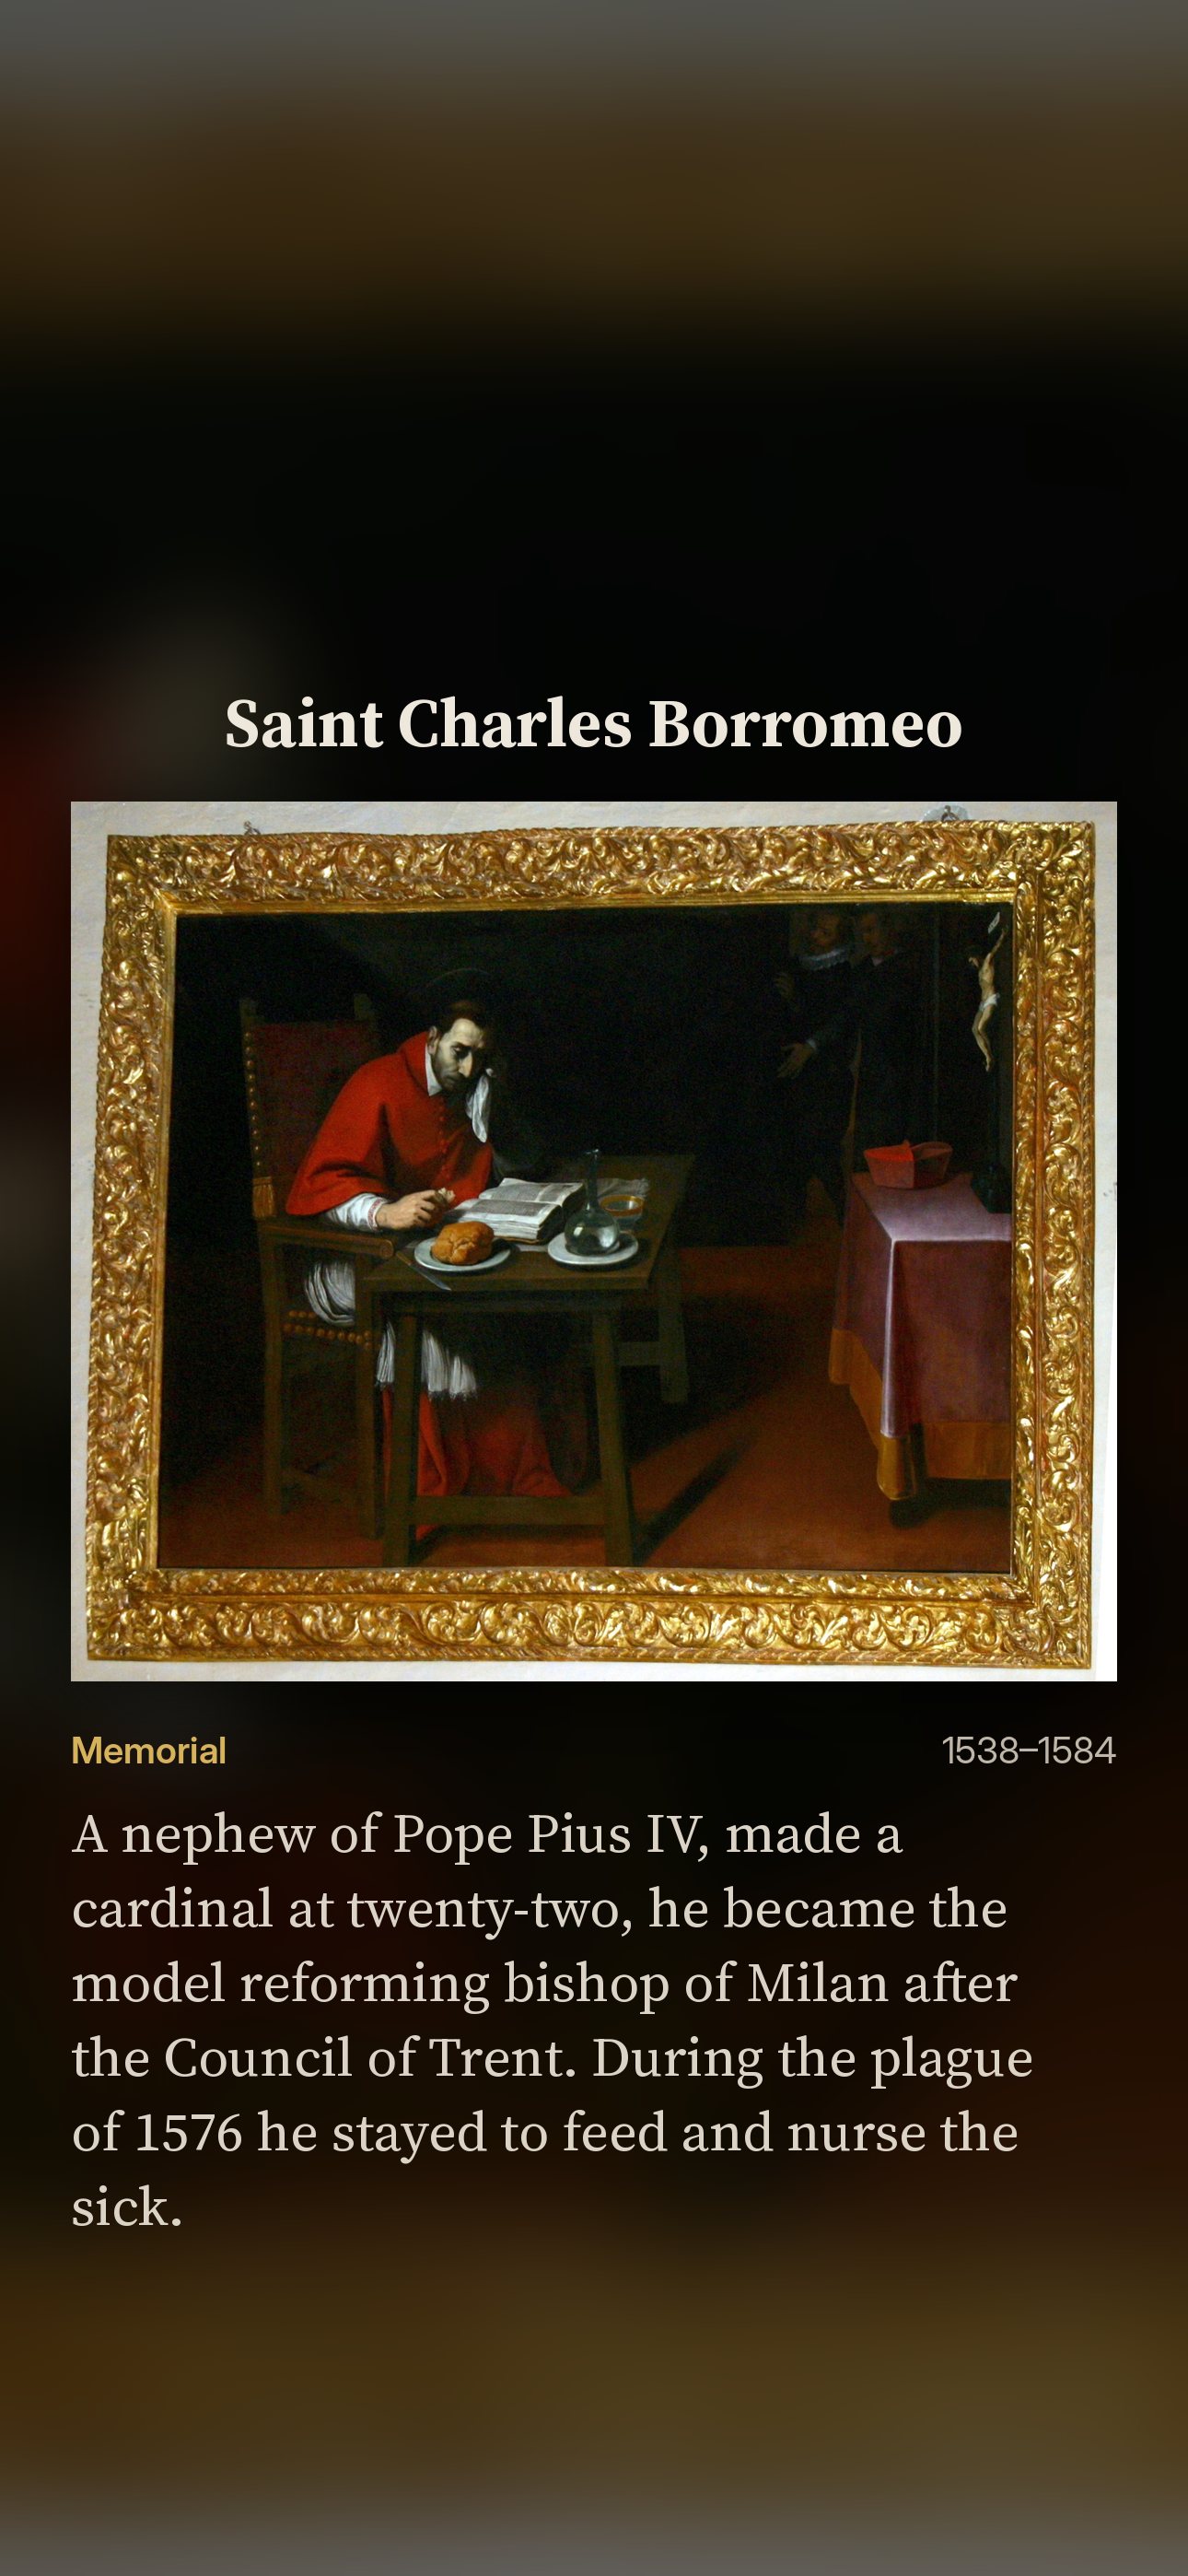 Saint Charles Borromeo
Memorial
1538–1584
A nephew of Pope Pius IV, made a
cardinal at twenty-two, he became the
model reforming bishop of Milan after
the Council of Trent. During the plague
of 1576 he stayed to feed and nurse the
sick.